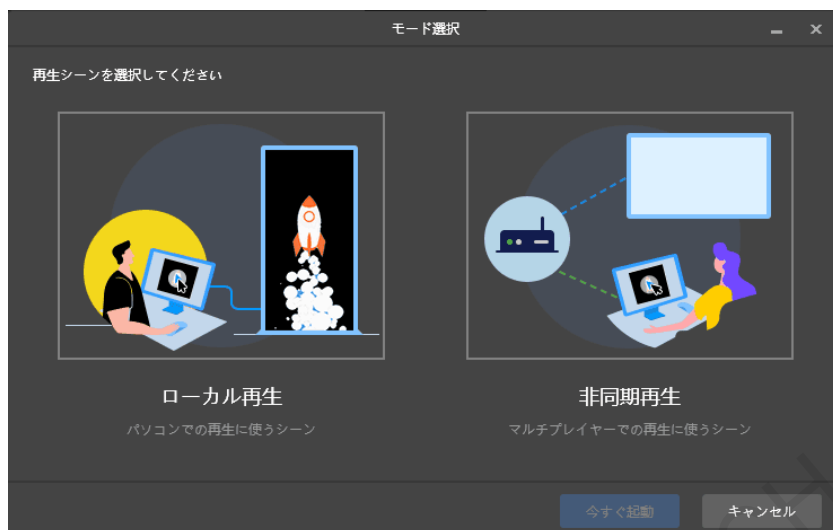 モード選択
再生シーンを選択してください
ローカル再生
非同期再生
パソコンでの再生に使うシーン
マルチプレイヤーでの再生に使うシーン
今すぐ起動
キャンセル